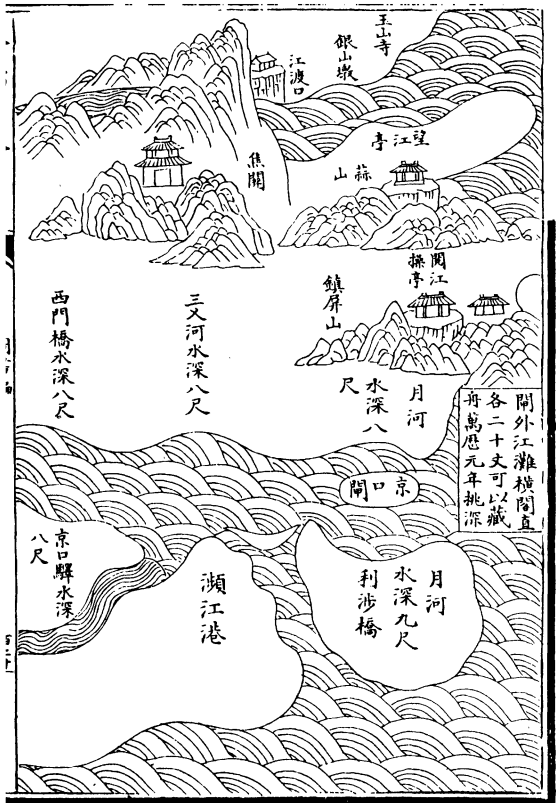 玉山寺
銀山墩
江渡口
焦關
望江亭
蒜山
閱江
操亭
鎮屏山
月河
水深八
尺
三叉河水深八尺
西門橋水深八尺
閘外江灘橫闊直
各二十丈可以藏
舟萬曆元年挑深
京口閘
月河
水深九尺
利涉橋
瀕江港
京口驛水深
八尺